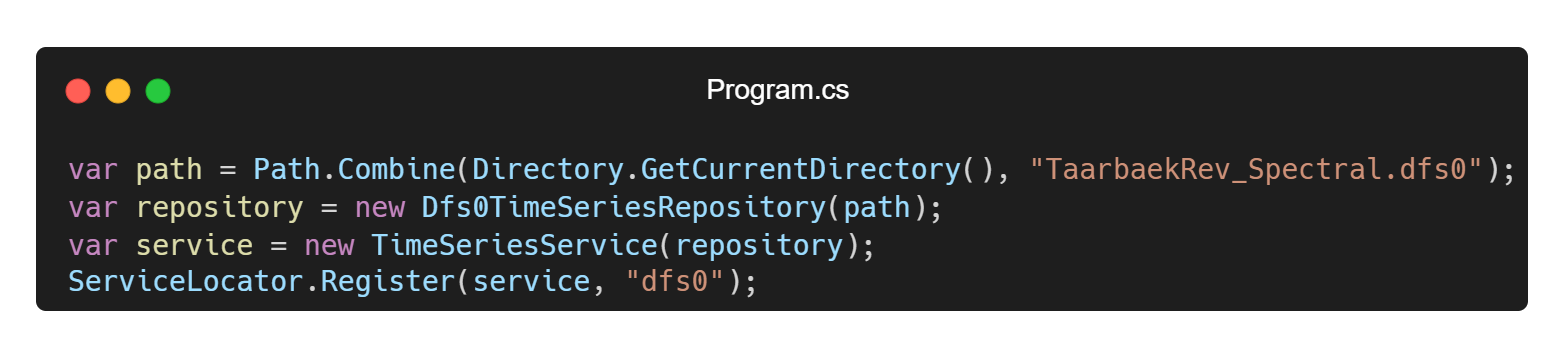 Program.cs
var path = Path.Combine(Directory.GetCurrentDirectory(), "TaarbaekRev_Spectral.dfs0");
var repository = new Dfs0TimeSeriesRepository(path);
var service = new TimeSeriesService(repository);
ServiceLocator.Register(service, "dfs0");